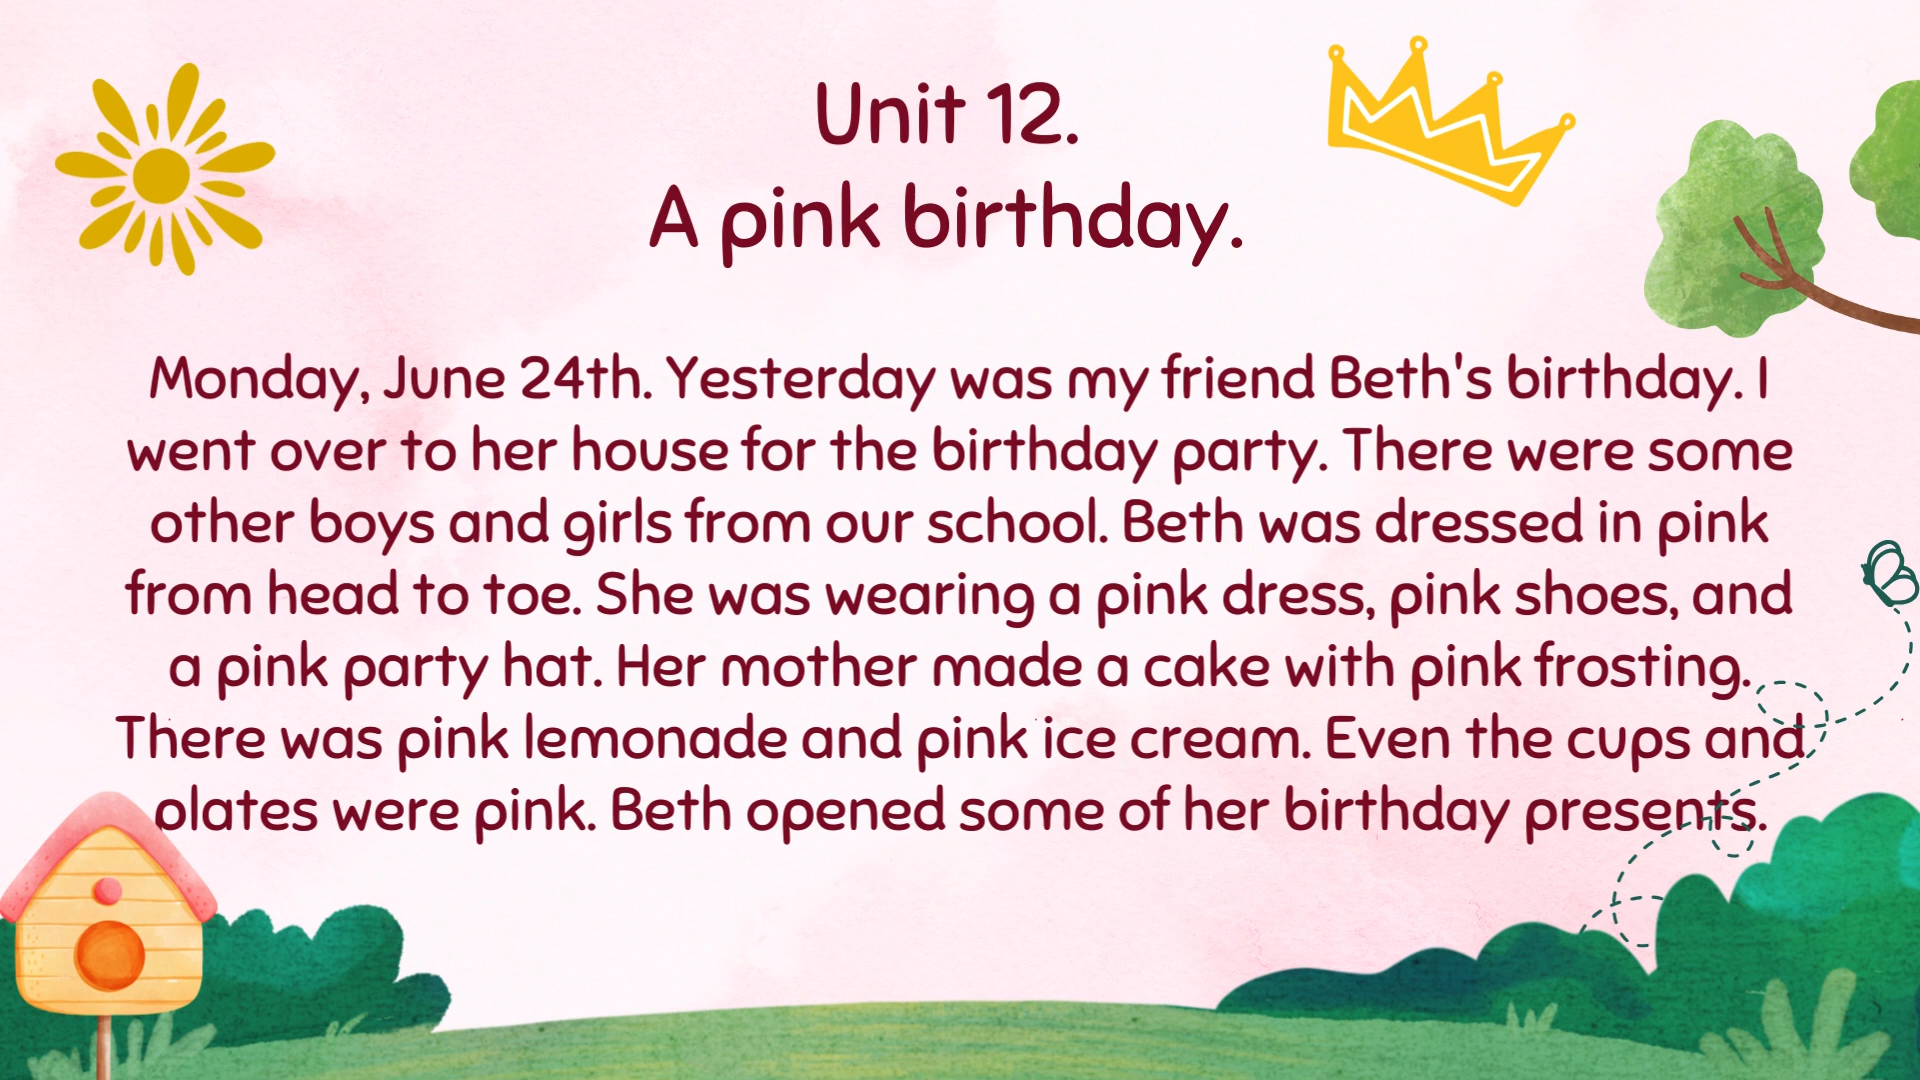 Unit 12.
A pink birthday.
Monday, June 24th. Yesterday was my friend Beth's birthday. I
went over to her house for the birthday party. There were some
other boys and girls from our school. Beth was dressed in pink
from head to toe. She was wearing a pink dress, pink shoes, and
a pink party hat. Her mother made a cake with pink frosting.
There was pink lemonade and pink ice cream. Even the cups and
plates were pink. Beth opened some of her birthday presents.